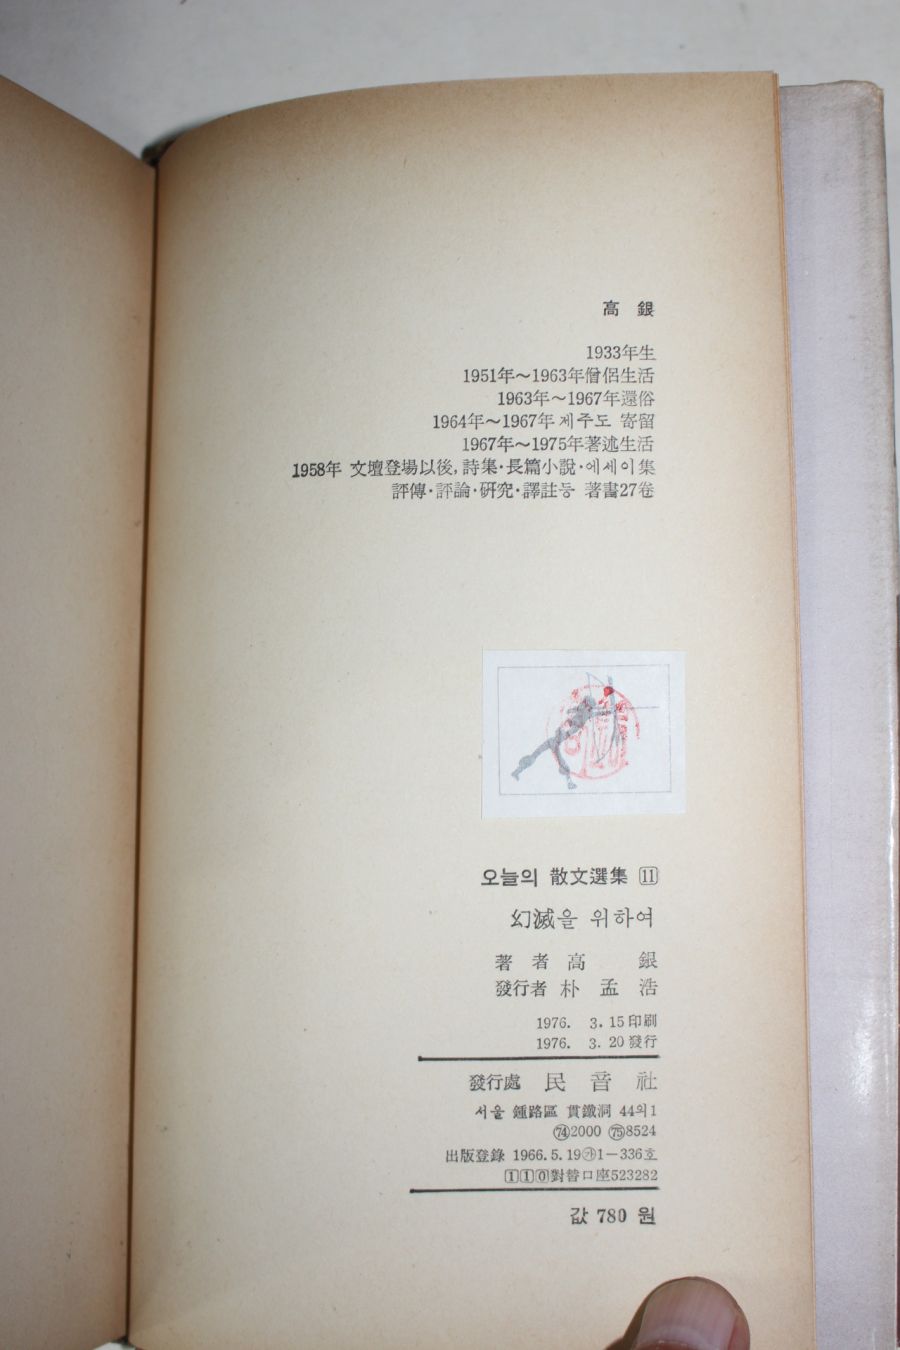 高 銀
1933年生
1951年~1963年僧侶生活
1963年~1967年還俗
1964年~1967年 제주도 寄留
1967年~1975年著述生活
1958年 文壇登場以後, 詩集·長篇小說·에세이集
評傳·評論·硏究·譯註등 著書27卷
오늘의 散文選集 11
幻滅을 위하여
著者 高 銀
發行者 朴孟浩
1976. 3. 15印刷
1976. 3. 20發行
發行處 民音社
서울 鍾路區 貫鐵洞 44의1
㉔2000 ㉕8524
出版登錄 1966.5.19㉮1-336호
110對替口座523282
값 780 원